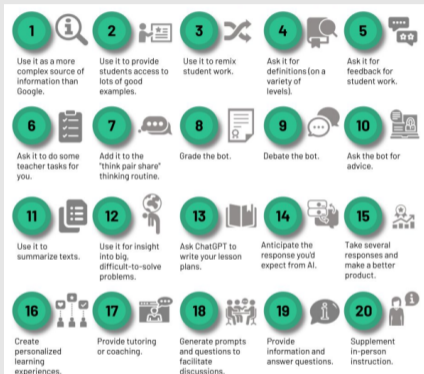 1
Use it as a more
complex source of
information than
Google.
2
Use it to provide
students access to
lots of good
examples.
3
Use it to remix
student work.
4
Ask it for
definitions (on a
variety of
levels).
5
Ask it for
feedback for
student work.
6
Ask it to do some
teacher tasks for
you.
7
Add it to the
"think pair share"
thinking routine.
8
Grade the bot.
9
Debate the bot.
10
Ask the bot for
advice.
11
Use it to
summarize texts.
12
Use it for insight
into big,
difficult-to-solve
problems.
13
Ask ChatGPT to
write your lesson
plans.
14
Anticipate the
response you'd
expect from AI.
15
Take several
responses and
make a better
product.
16
Create
personalized
learning
experiences.
17
Provide tutoring
or coaching.
18
Generate prompts
and questions to
facilitate
discussions.
19
Provide
information and
answer questions.
20
Supplement
in-person
instruction.